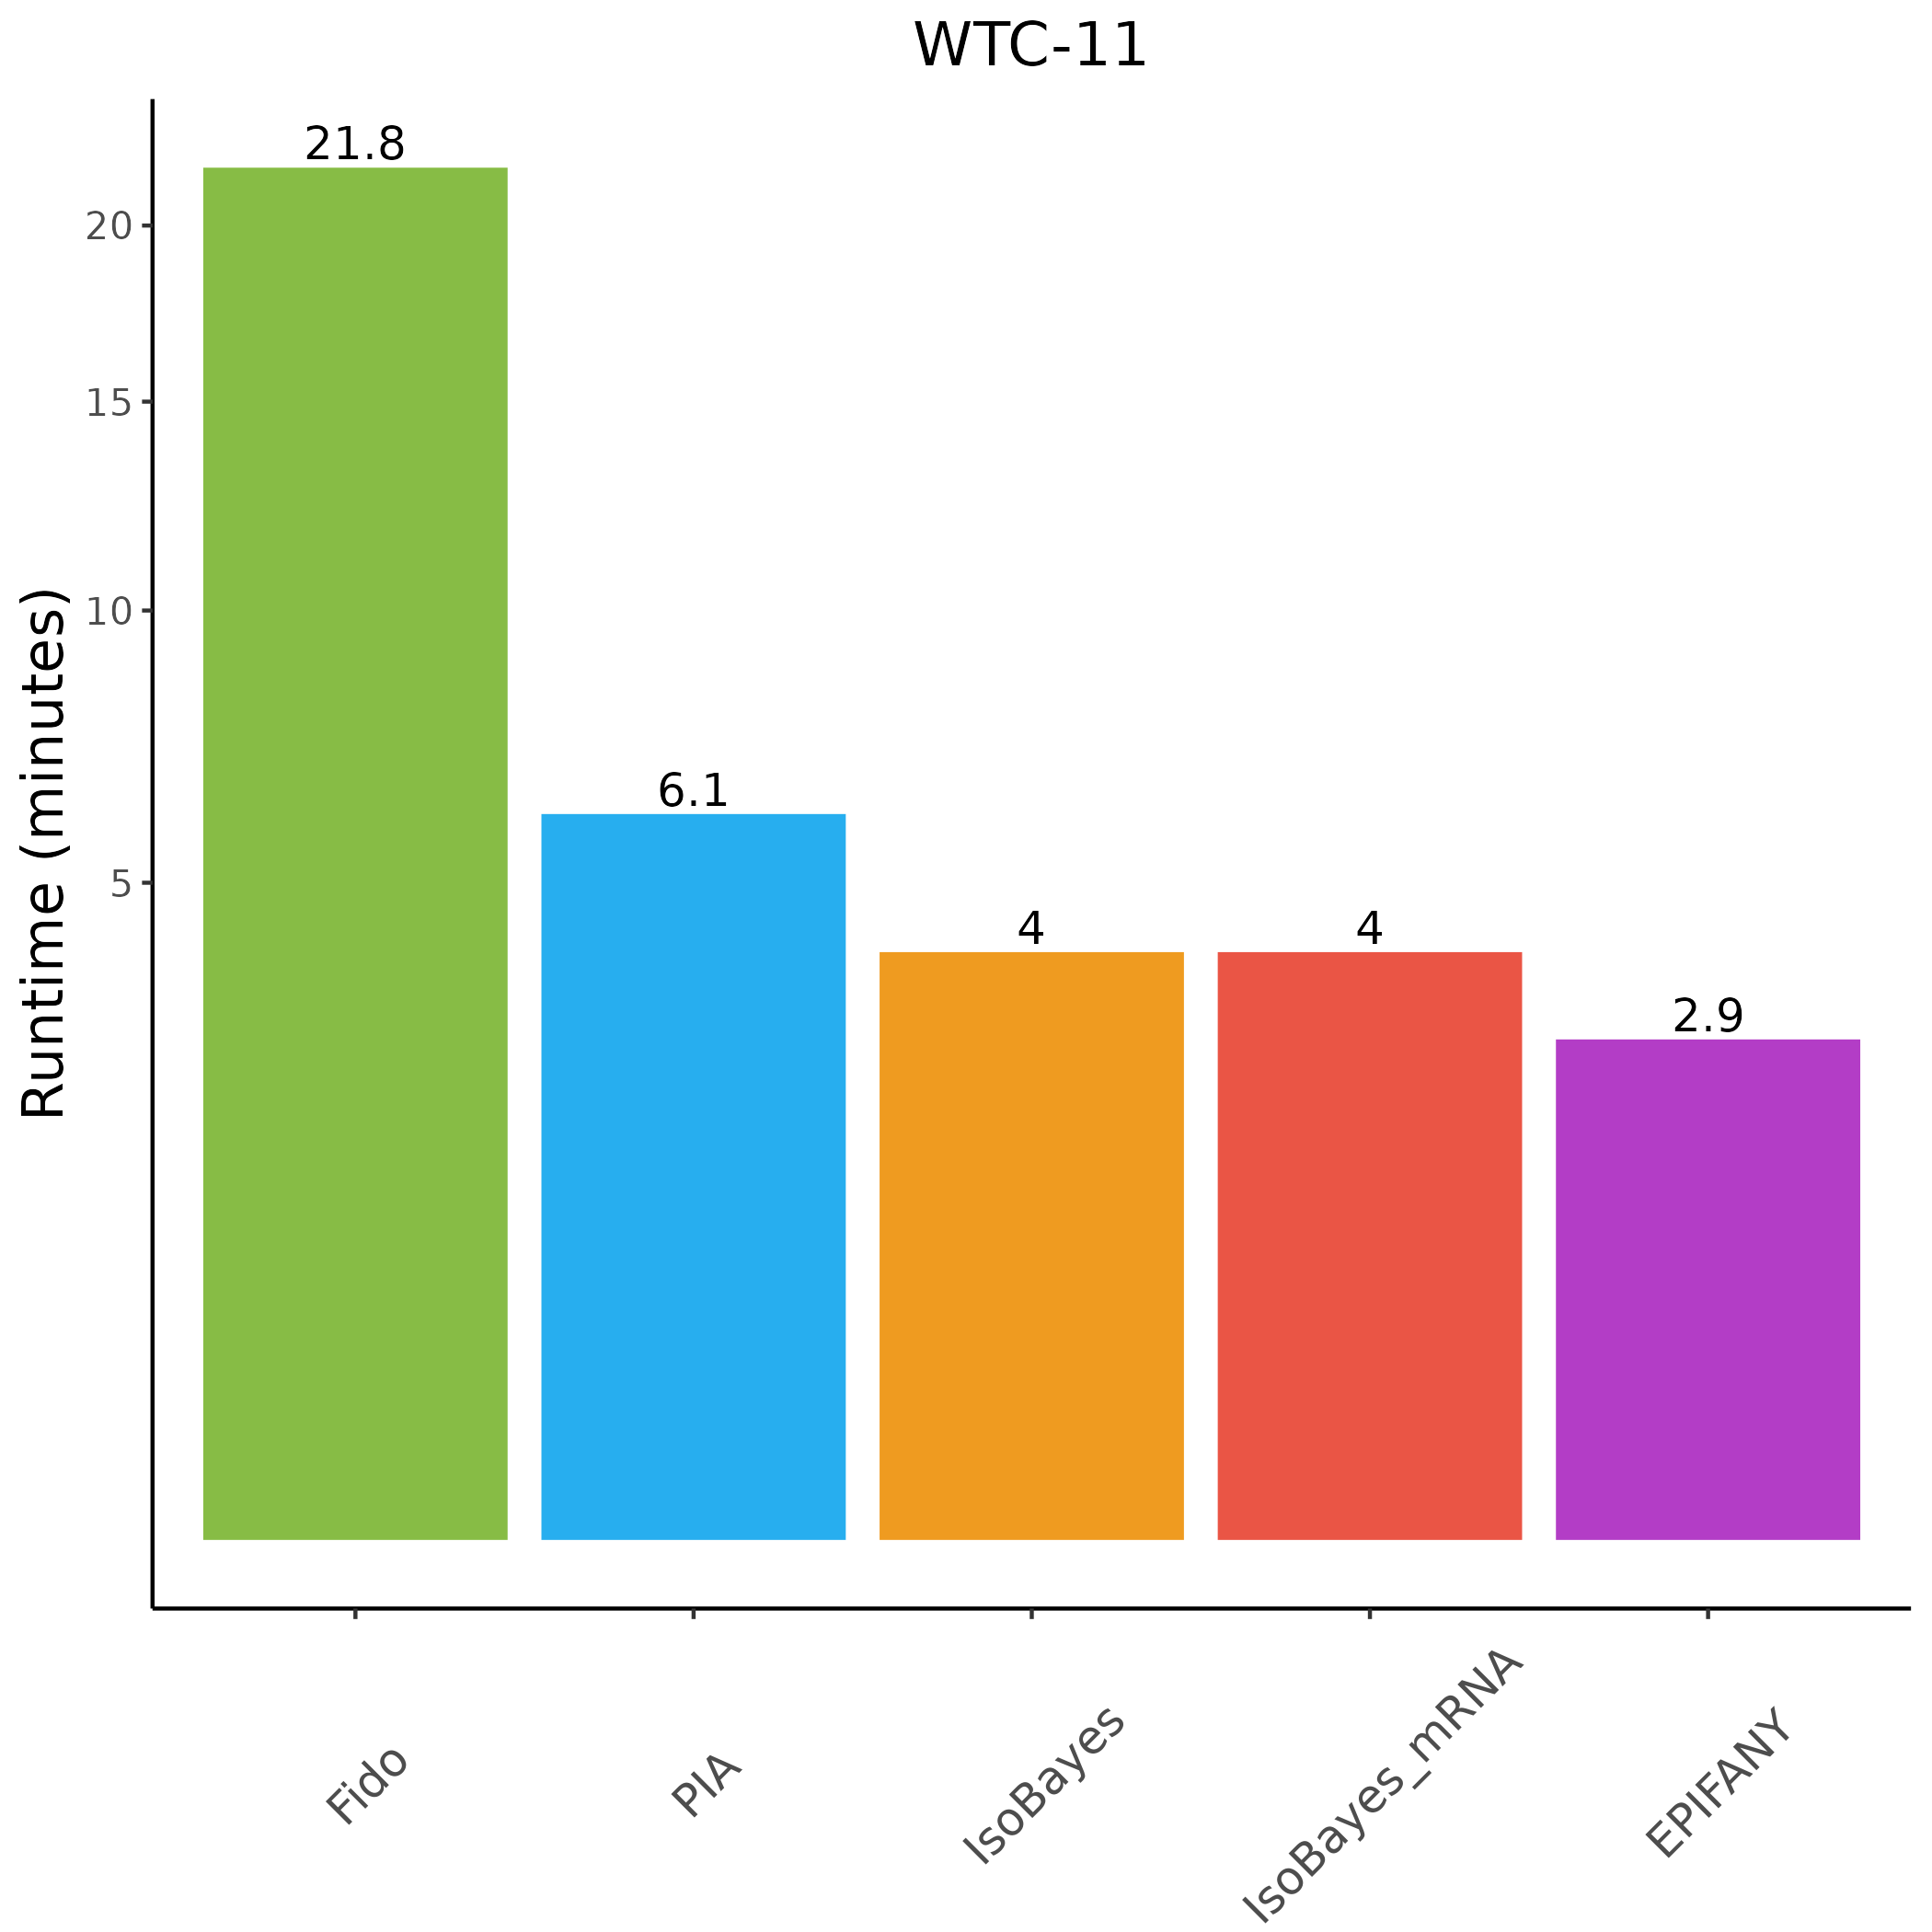 WTC-11
Runtime (minutes)
20
15
10
5
21.8
6.1
4
4
2.9
Fido
PIA
IsoBayes
IsoBayes_mRNA
EPIFANY